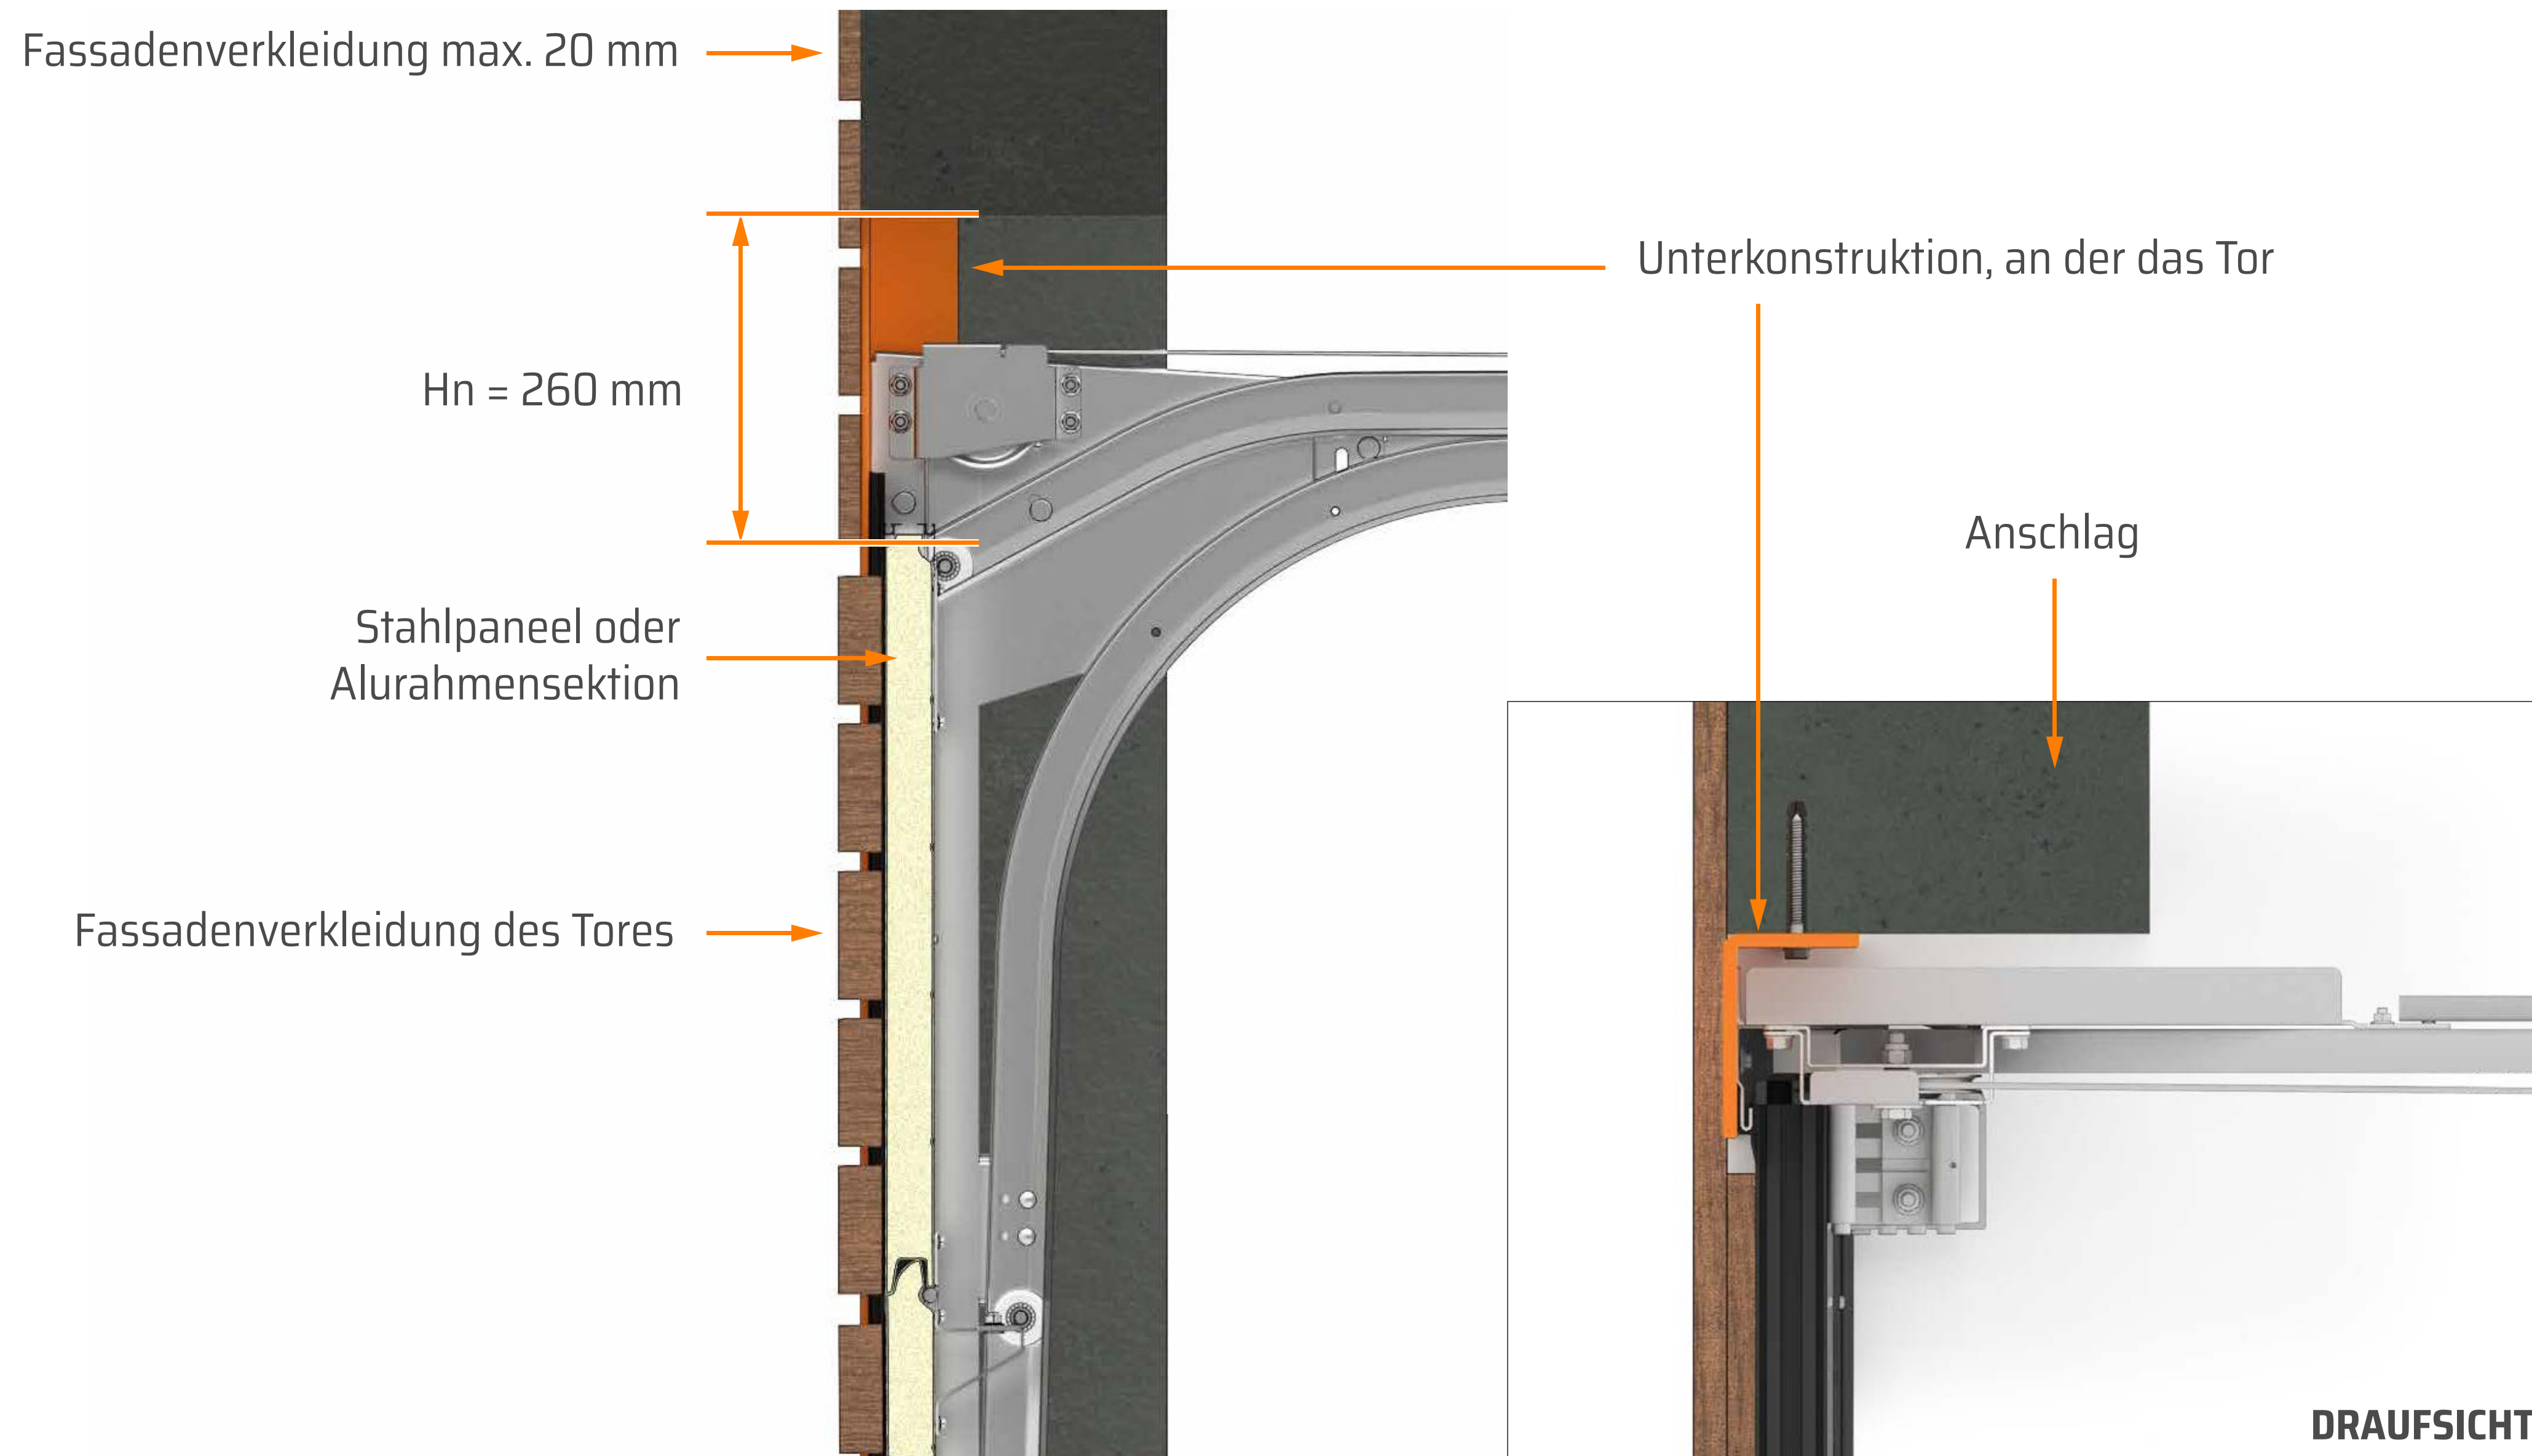 Fassadenverkleidung max. 20 mm
Unterkonstruktion, an der das Tor
Hn = 260 mm
Anschlag
Stahlpaneel oder
Alurahmensektion
Fassadenverkleidung des Tores
DRAUFSICHT